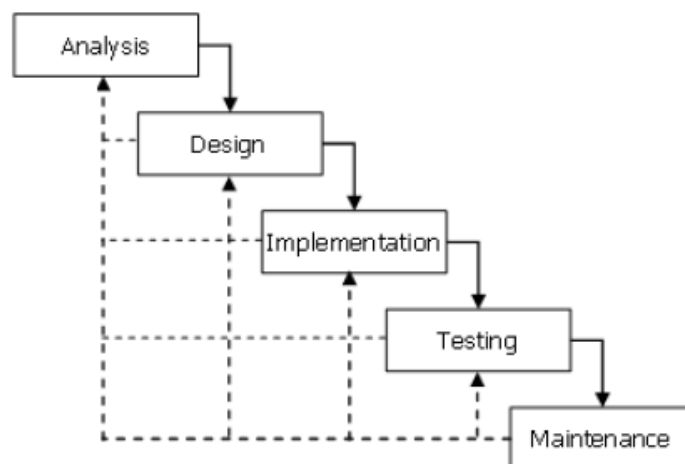 Analysis
Design
Implementation
Testing
Maintenance